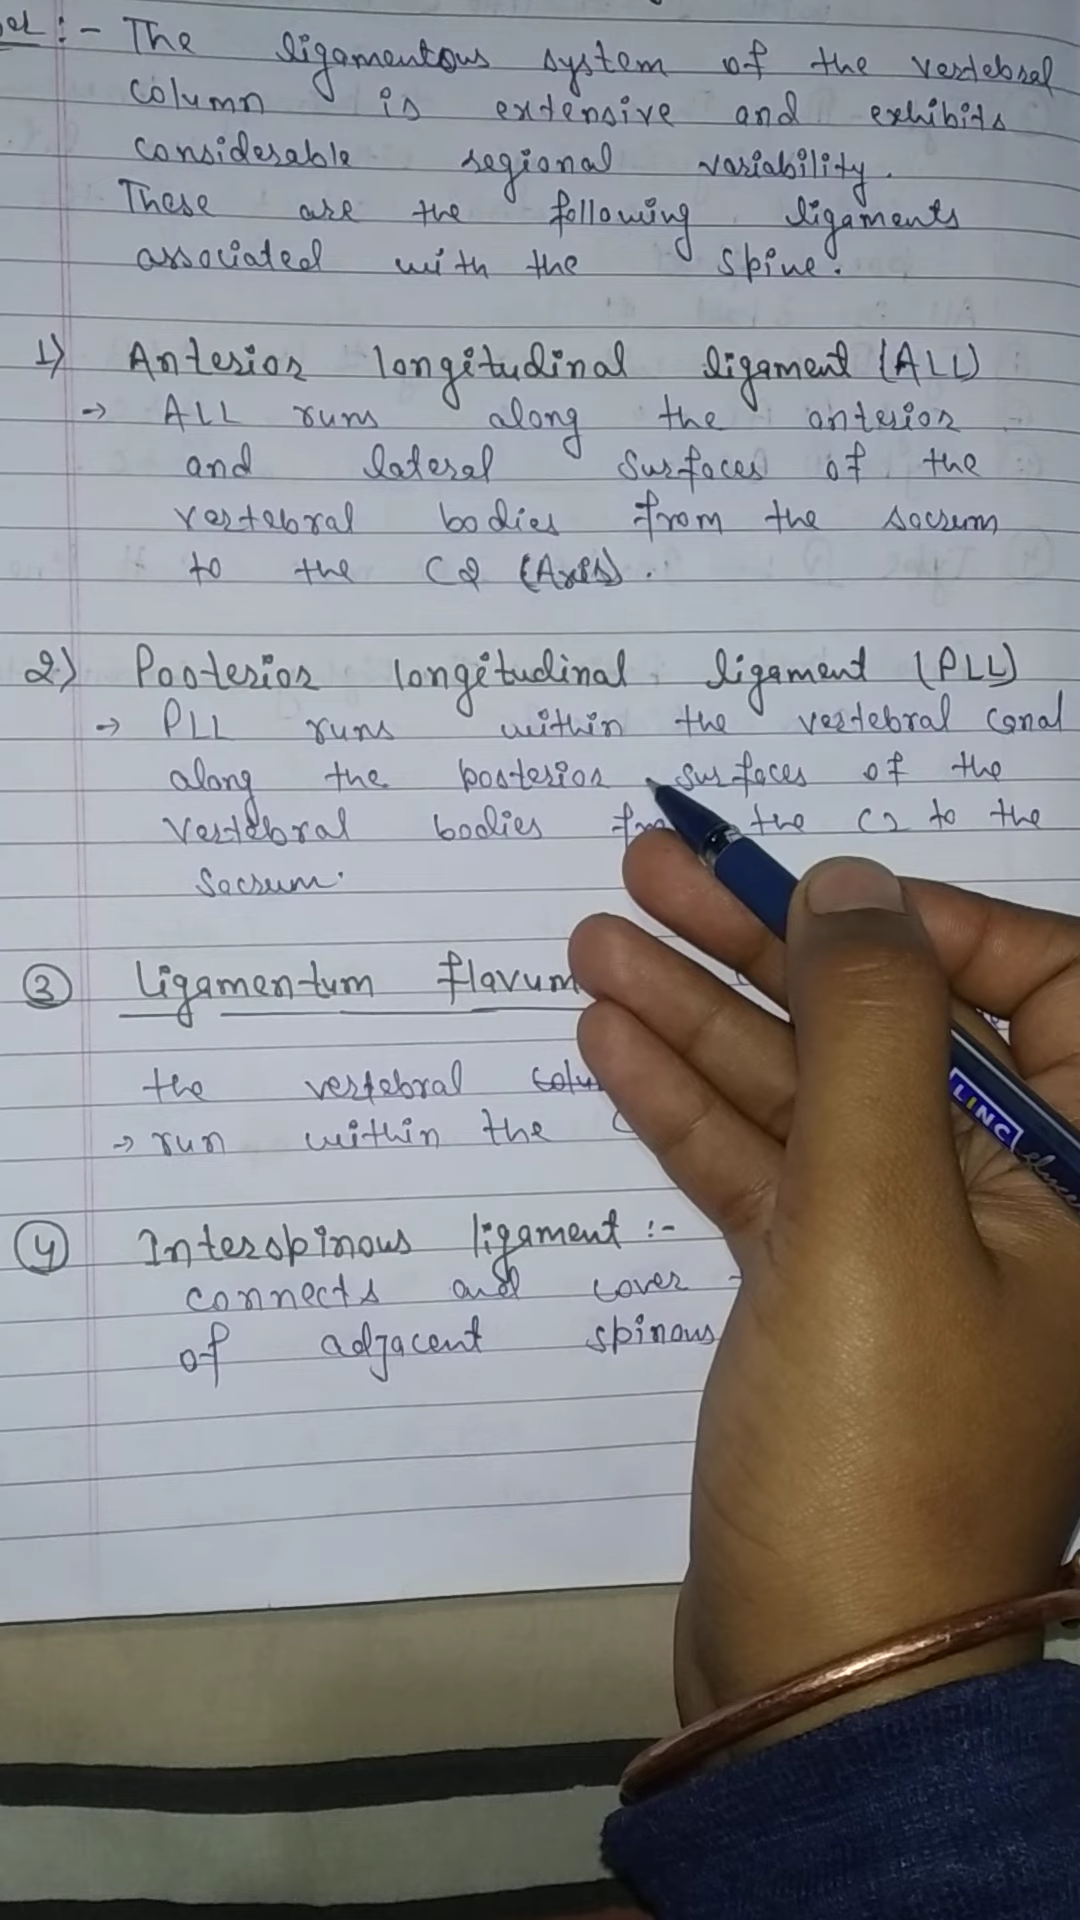 :- The ligamentous system of the vertebral
column is extensive and exhibits
considerable regional variability.
These are the following ligaments
associated with the spine.
1) Anterior longitudinal ligament (ALL)
→ ALL runs along the anterior
and lateral surfaces of the
vertebral bodies from the sacrum
to the C2 (Axis).
2) Posterior longitudinal ligament (PLL)
→ PLL runs within the vertebral canal
along the posterior surfaces of the
vertebral bodies the C2 to the
sacrum.
3 Ligamentum flavum
the vertebral
→ run within the
4 Interspinous ligament :-
connects and cover
of adjacent spinous
LINC